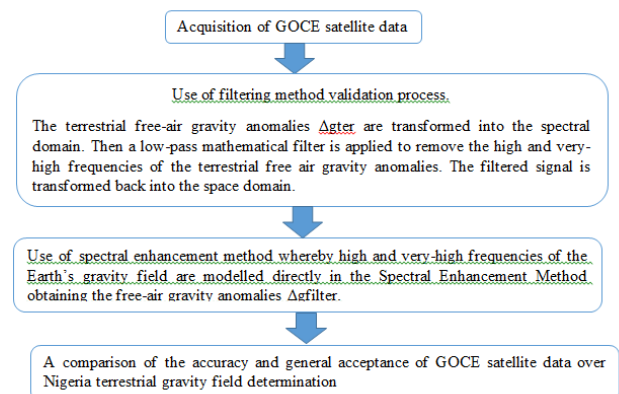 Acquisition of GOCE satellite data
Use of filtering method validation process.
The terrestrial free-air gravity anomalies Δgter are transformed into the spectral
domain. Then a low-pass mathematical filter is applied to remove the high and very-
high frequencies of the terrestrial free air gravity anomalies. The filtered signal is
transformed back into the space domain.
Use of spectral enhancement method whereby high and very-high frequencies of the
Earth's gravity field are modelled directly in the Spectral Enhancement Method
obtaining the free-air gravity anomalies Δgfilter.
A comparison of the accuracy and general acceptance of GOCE satellite data over
Nigeria terrestrial gravity field determination